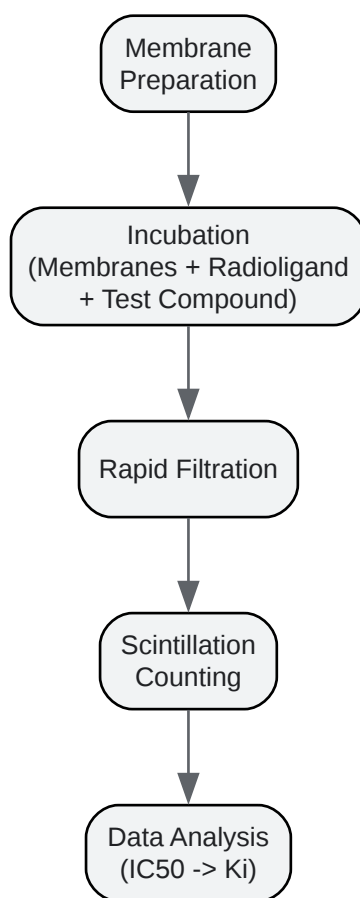 Membrane
Preparation
Incubation
(Membranes + Radioligand
+ Test Compound)
Rapid Filtration
Scintillation
Counting
Data Analysis
(IC50 -> Ki)